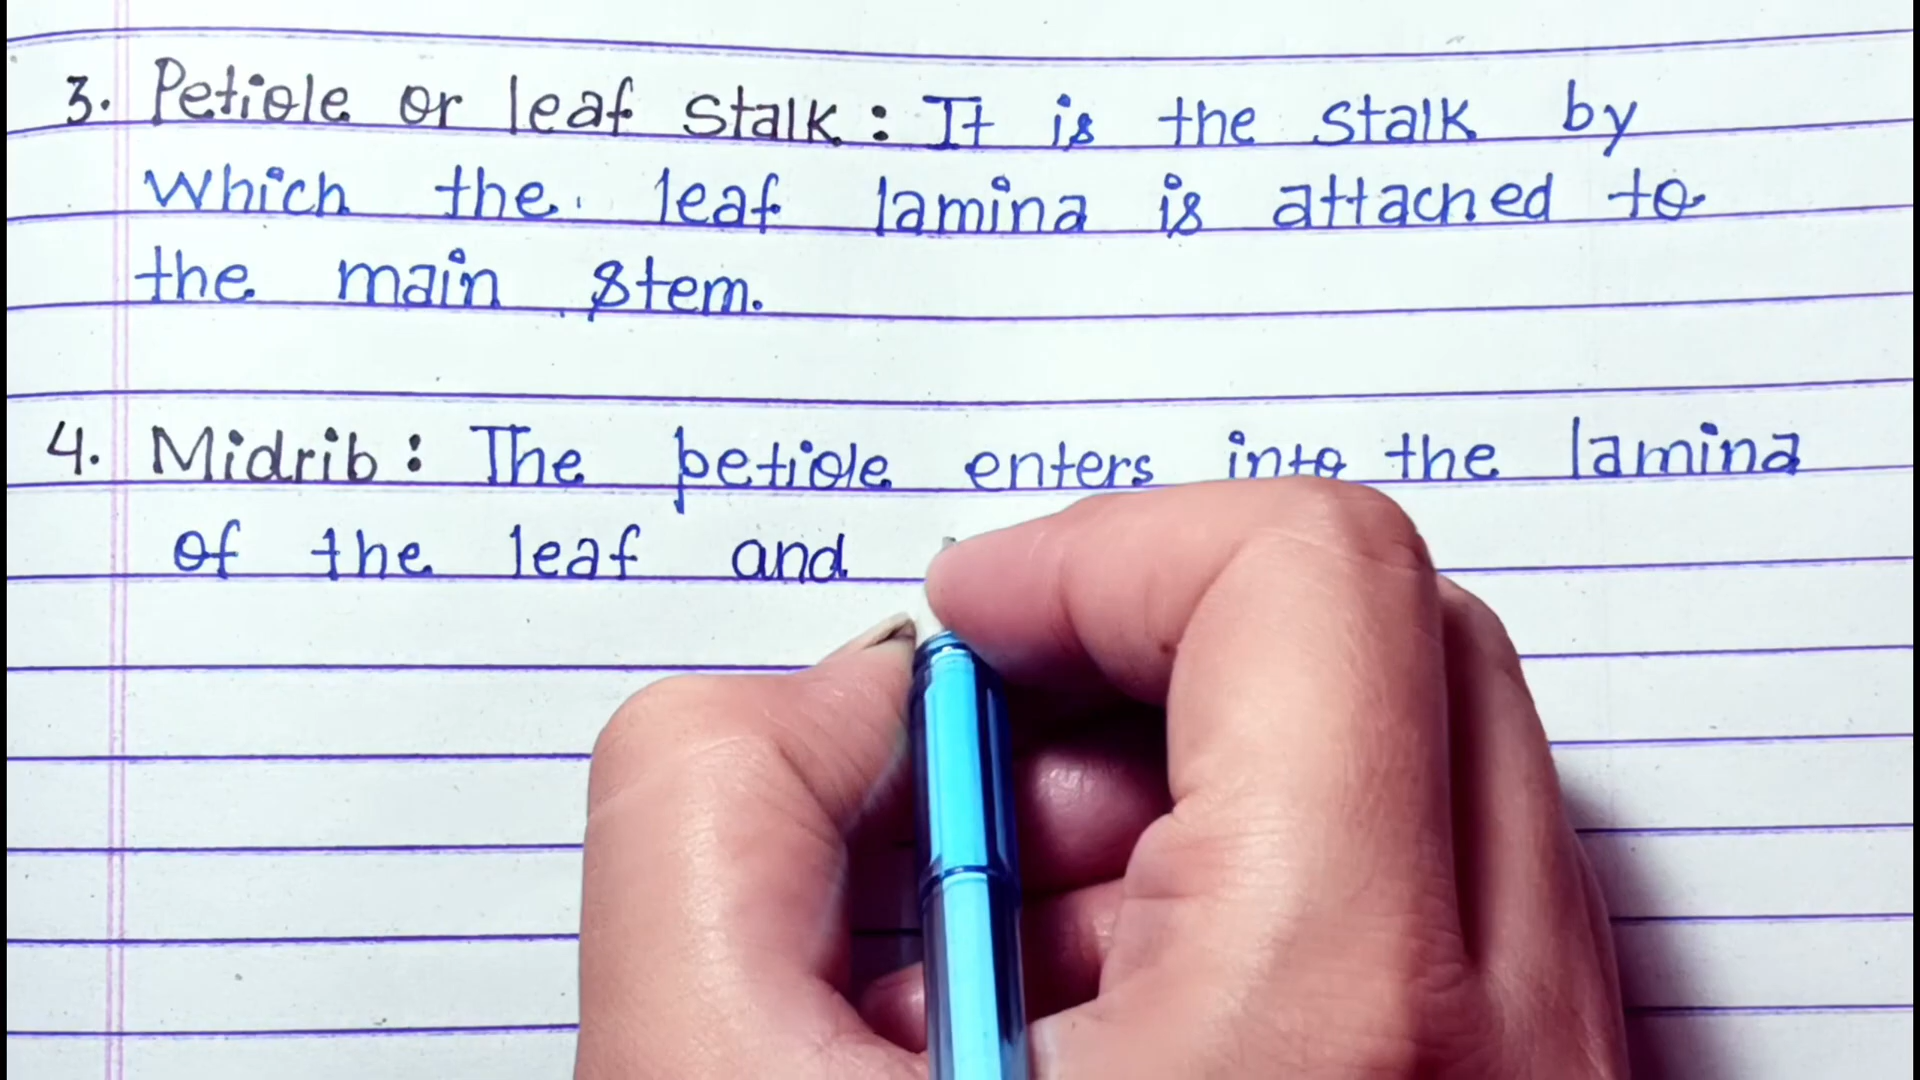 3. Petiole or leaf stalk : It is the stalk by
which the leaf lamina is attached to
the main stem.
4. Midrib : The petiole enters into the lamina
of the leaf and